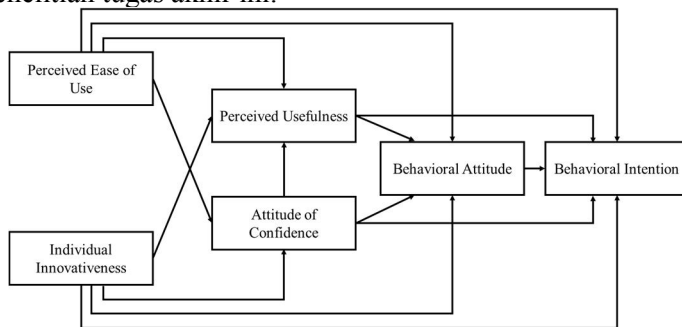 Perceived Ease of
Use
Perceived Usefulness
Behavioral Attitude
Behavioral Intention
Attitude of
Confidence
Individual
Innovativeness